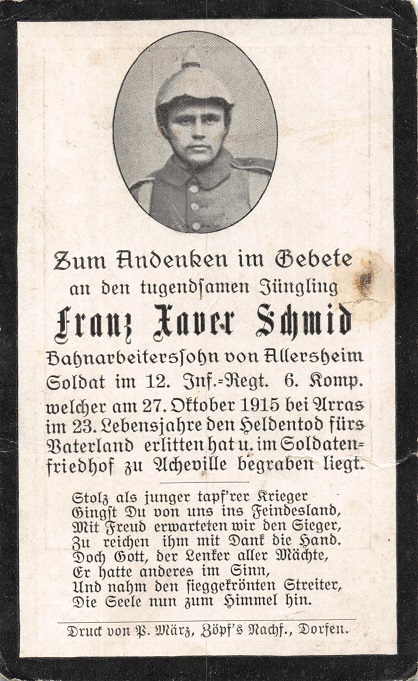 Zum Andenken im Gebete
an den tugendsamen Jüngling
Franz Xaver Schmid
Bahnarbeiterssohn von Allersheim
Soldat im 12. Inf.-Regt. 6. Komp.
welcher am 27. Oktober 1915 bei Arras
im 23. Lebensjahre den Heldentod fürs
Vaterland erlitten hat u. im Soldaten-
friedhof zu Acheville begraben liegt.
Stolz als junger tapf'rer Krieger
Gingst Du von uns ins Feindesland,
Mit Freud erwarteten wir den Sieger,
Zu reichen ihm mit Dank die Hand.
Doch Gott, der Lenker aller Mächte,
Er hatte anderes im Sinn,
Und nahm den sieggekrönten Streiter,
Die Seele nun zum Himmel hin.
Druck von P. März, Zöpf's Nachf., Dorfen.